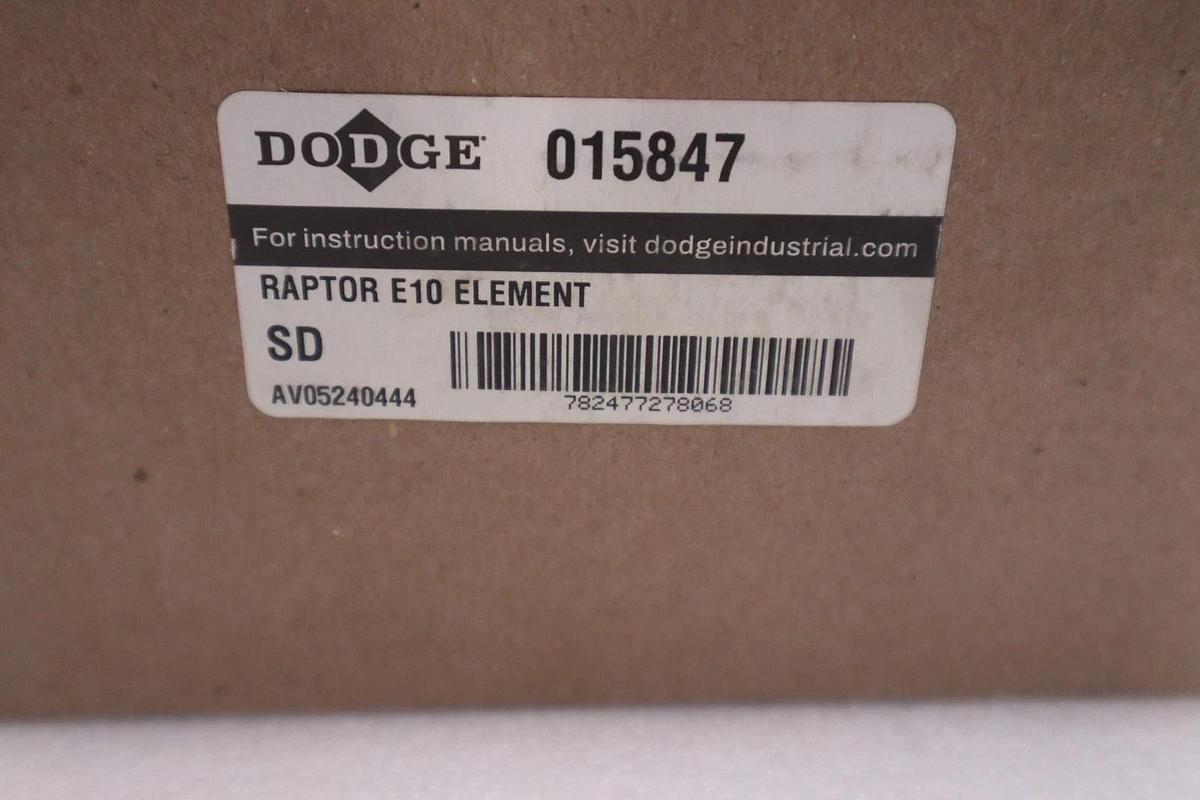 DODGE 015847
For instruction manuals, visit dodgeindustrial.com
RAPTOR E10 ELEMENT
SD
AV05240444
782477278068